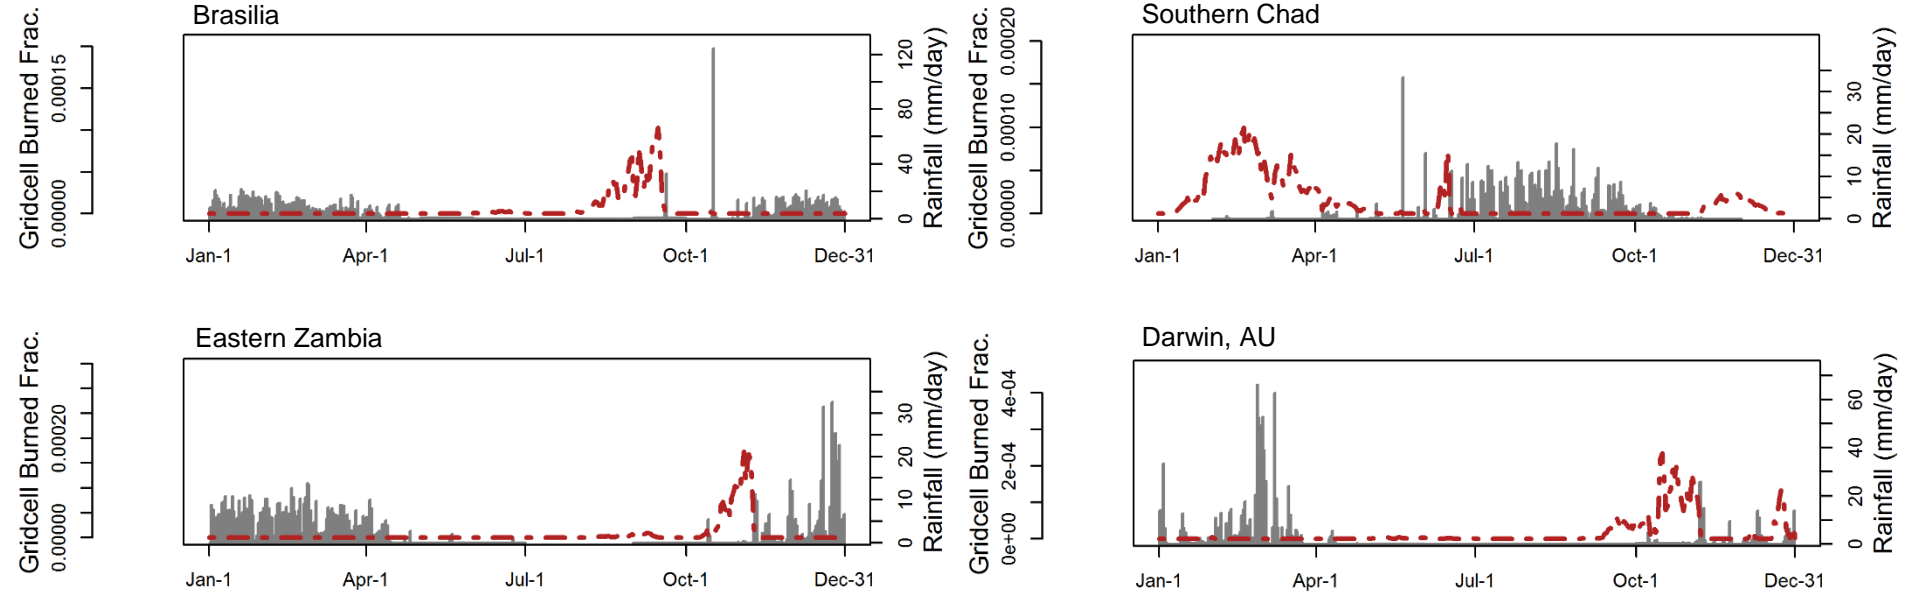 Brasilia
Gridcell Burned Frac.
0.00000 0.00015
Rainfall (mm/day)
0 40 80 120
Jan-1 Apr-1 Jul-1 Oct-1 Dec-31
Southern Chad
Gridcell Burned Frac.
0.00000 0.00010 0.00020
Rainfall (mm/day)
0 10 20 30
Jan-1 Apr-1 Jul-1 Oct-1 Dec-31
Eastern Zambia
Gridcell Burned Frac.
0.00000 0.00020
Rainfall (mm/day)
0 10 20 30
Jan-1 Apr-1 Jul-1 Oct-1 Dec-31
Darwin, AU
Gridcell Burned Frac.
0e+00 2e-04 4e-04
Rainfall (mm/day)
0 20 40 60
Jan-1 Apr-1 Jul-1 Oct-1 Dec-31